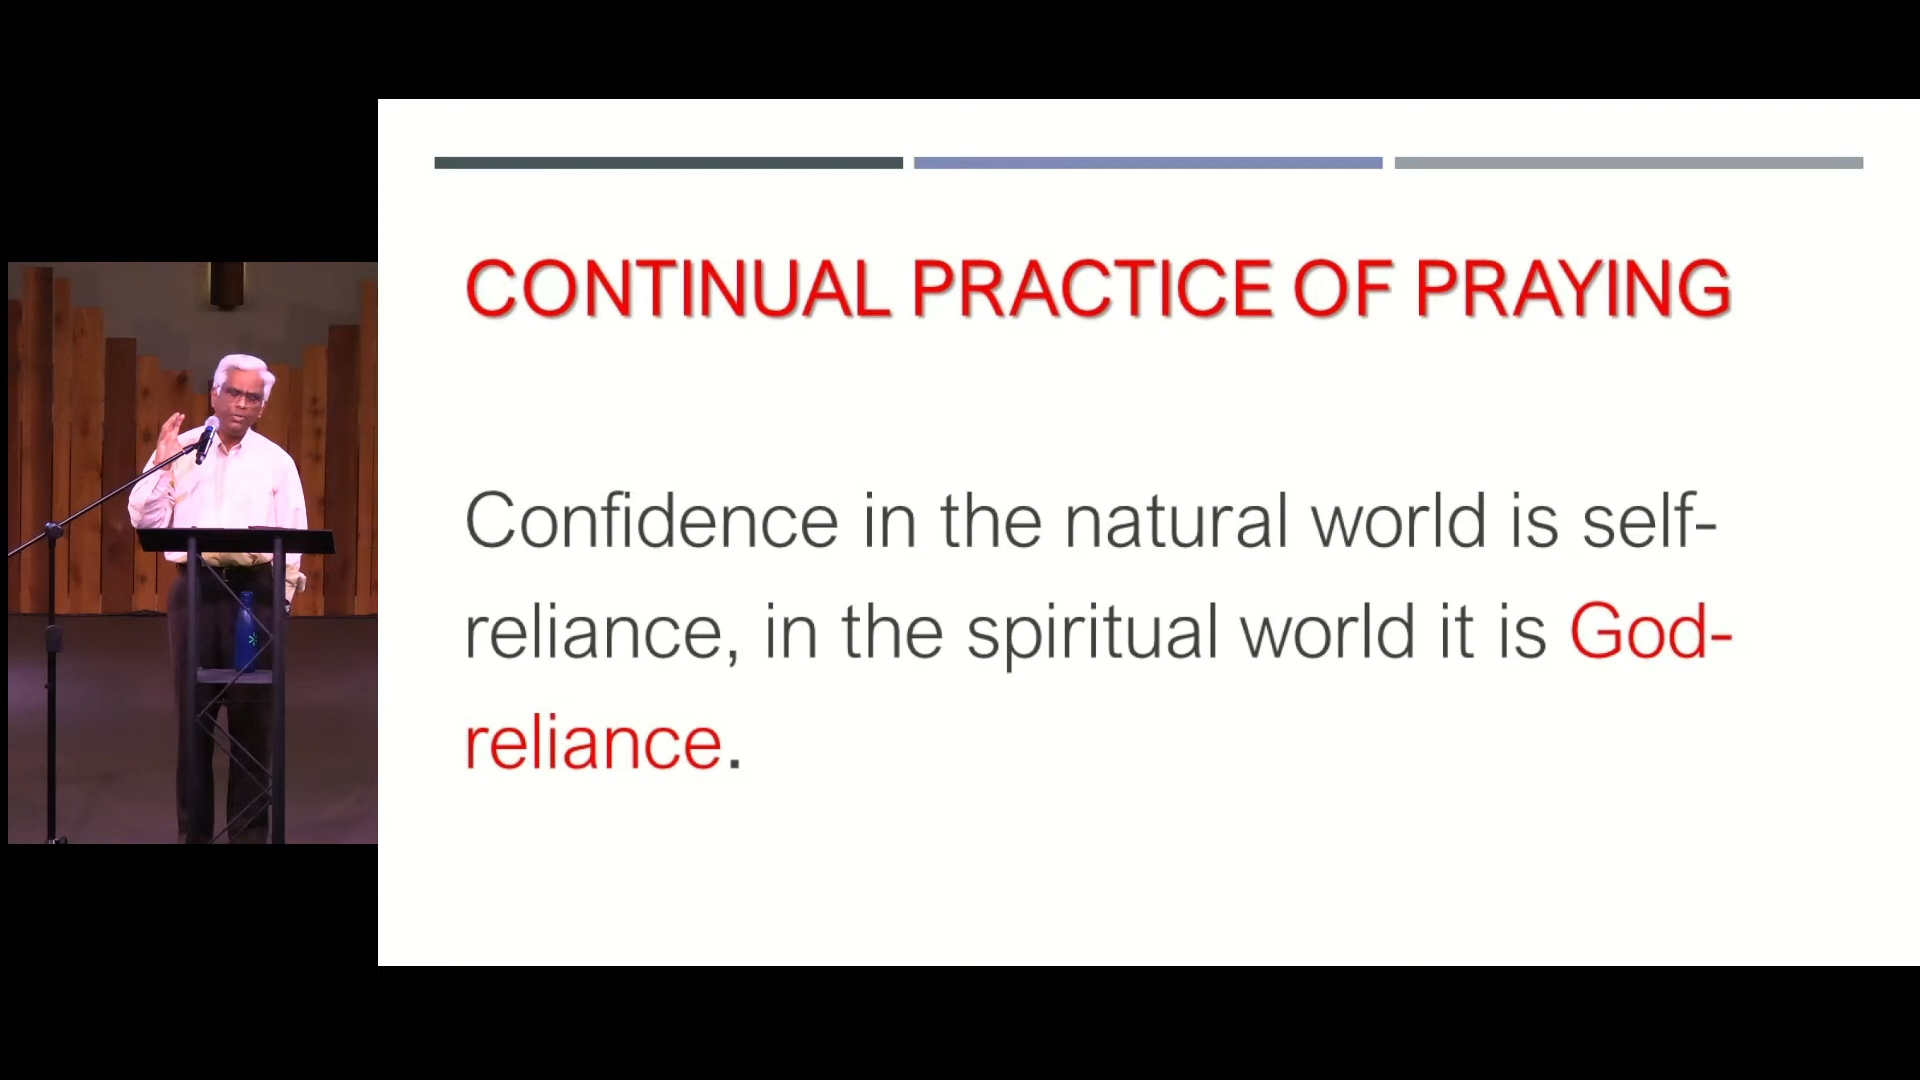 CONTINUAL PRACTICE OF PRAYING
Confidence in the natural world is self-
reliance, in the spiritual world it is God-
reliance.